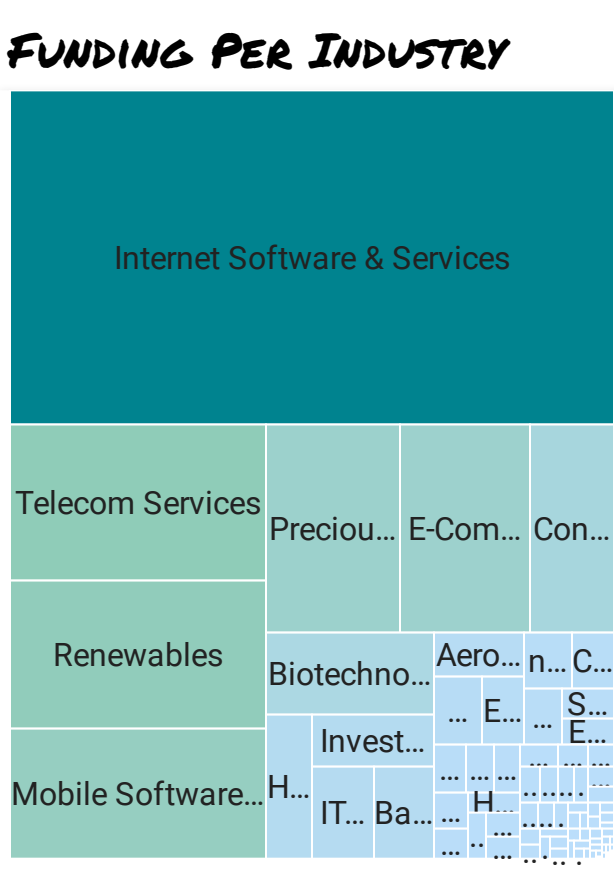 Funding Per Industry
Internet Software & Services
Telecom Services
Preciou...
E-Com...
Con...
Renewables
Mobile Software...
Biotechno...
Aero...
n...
C...
...
E...
...
S...
E...
Invest...
H...
IT...
Ba...
...
...
...
...
...
...
...
H...
...
...
...